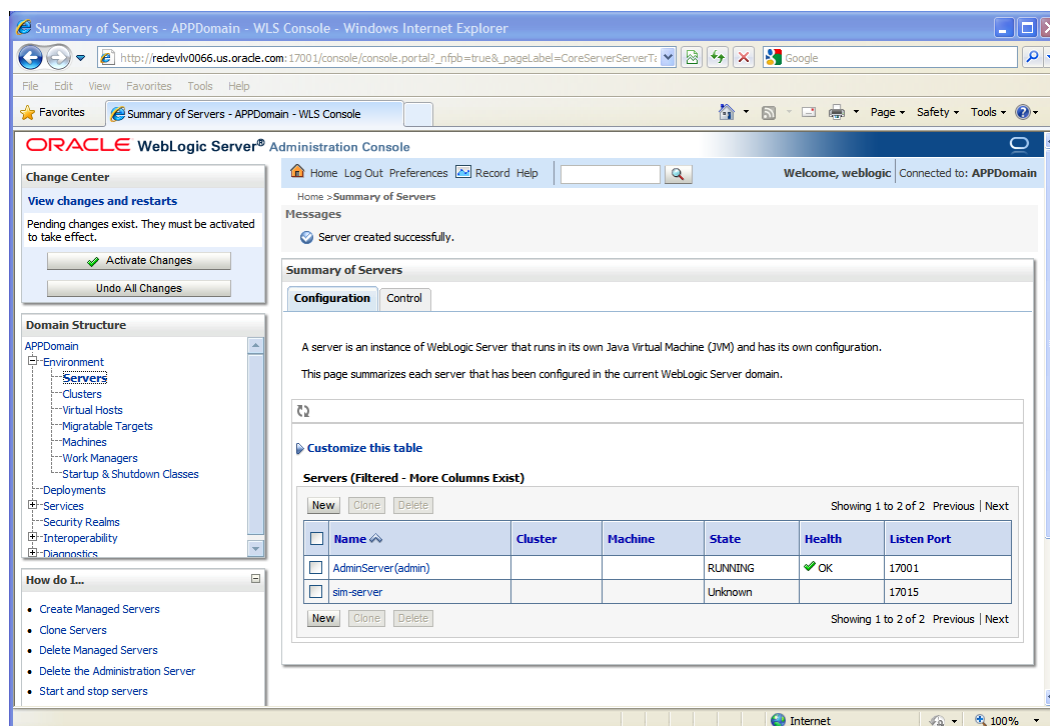 Summary of Servers - APPDomain - WLS Console - Windows Internet Explorer
http://redevlv0066.us.oracle.com:17001/console/console.portal?_nfpb=true&_pageLabel=CoreServerServerTa
Google
File Edit View Favorites Tools Help
Favorites
Summary of Servers - APPDomain - WLS Console
Page Safety Tools
ORACLE WebLogic Server® Administration Console
Change Center
View changes and restarts
Pending changes exist. They must be activated
to take effect.
Activate Changes
Undo All Changes
Domain Structure
APPDomain
Environment
Servers
Clusters
Virtual Hosts
Migratable Targets
Machines
Work Managers
Startup & Shutdown Classes
Deployments
Services
Security Realms
Interoperability
Diagnostics
How do I...
Create Managed Servers
Clone Servers
Delete Managed Servers
Delete the Administration Server
Start and stop servers
Home Log Out Preferences Record Help
Welcome, weblogic Connected to: APPDomain
Home >Summary of Servers
Messages
Server created successfully.
Summary of Servers
Configuration Control
A server is an instance of WebLogic Server that runs in its own Java Virtual Machine (JVM) and has its own configuration.
This page summarizes each server that has been configured in the current WebLogic Server domain.
Customize this table
Servers (Filtered - More Columns Exist)
New Clone Delete Showing 1 to 2 of 2 Previous | Next
Name Cluster Machine State Health Listen Port
AdminServer(admin) RUNNING OK 17001
sim-server Unknown 17015
New Clone Delete Showing 1 to 2 of 2 Previous | Next
Internet 100%